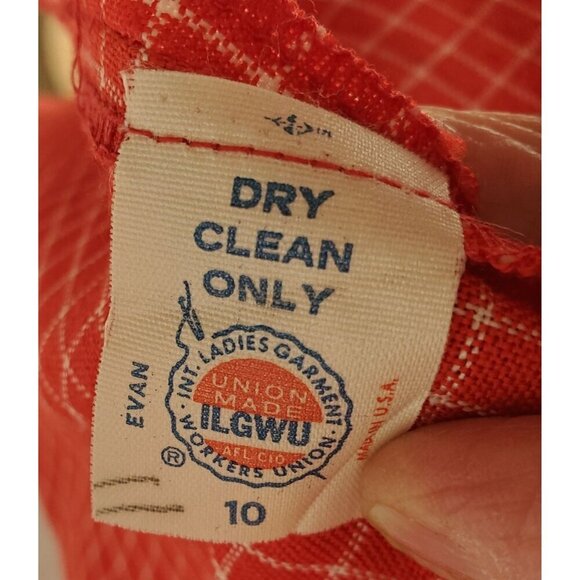 DRY
CLEAN
ONLY
INT. LADIES GARMENT
WORKERS UNION
UNION
MADE
ILGWU
AFL/CIO
®
EVAN
10
MADE IN U.S.A.